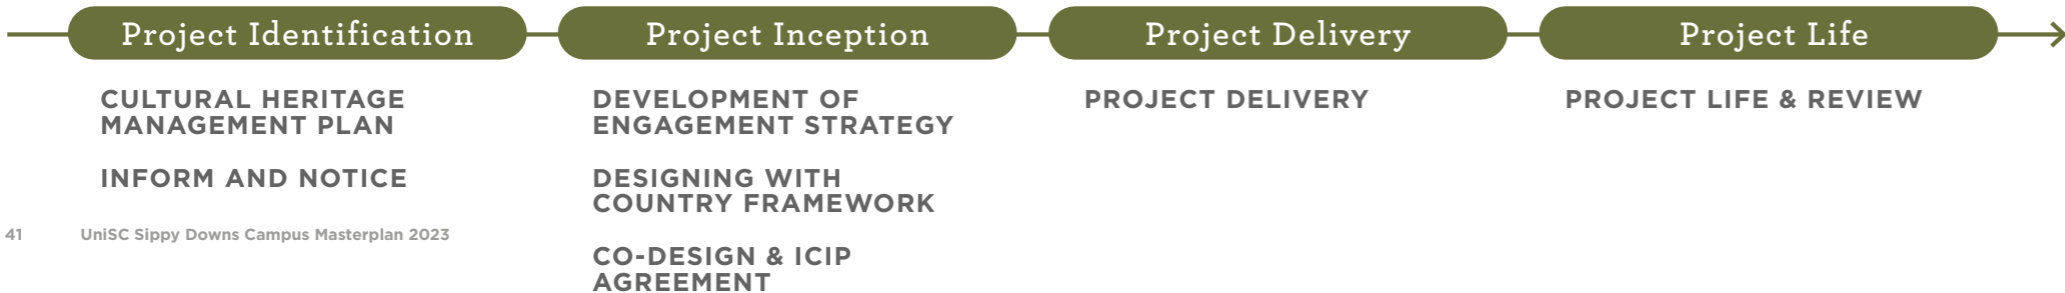 Project Identification
Project Inception
Project Delivery
Project Life
CULTURAL HERITAGE
MANAGEMENT PLAN
INFORM AND NOTICE
DEVELOPMENT OF
ENGAGEMENT STRATEGY
DESIGNING WITH
COUNTRY FRAMEWORK
CO-DESIGN & ICIP
AGREEMENT
PROJECT DELIVERY
PROJECT LIFE & REVIEW
41 UniSC Sippy Downs Campus Masterplan 2023